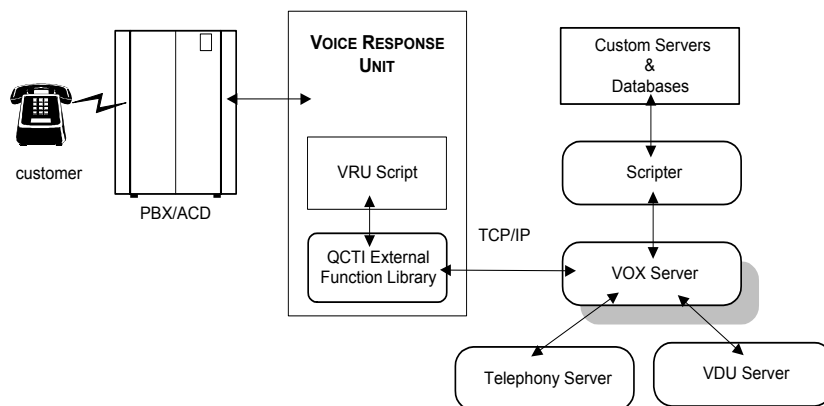 VOICE RESPONSE
UNIT
Custom Servers
&
Databases
customer
PBX/ACD
VRU Script
Scripter
TCP/IP
QCTI External
Function Library
VOX Server
Telephony Server
VDU Server